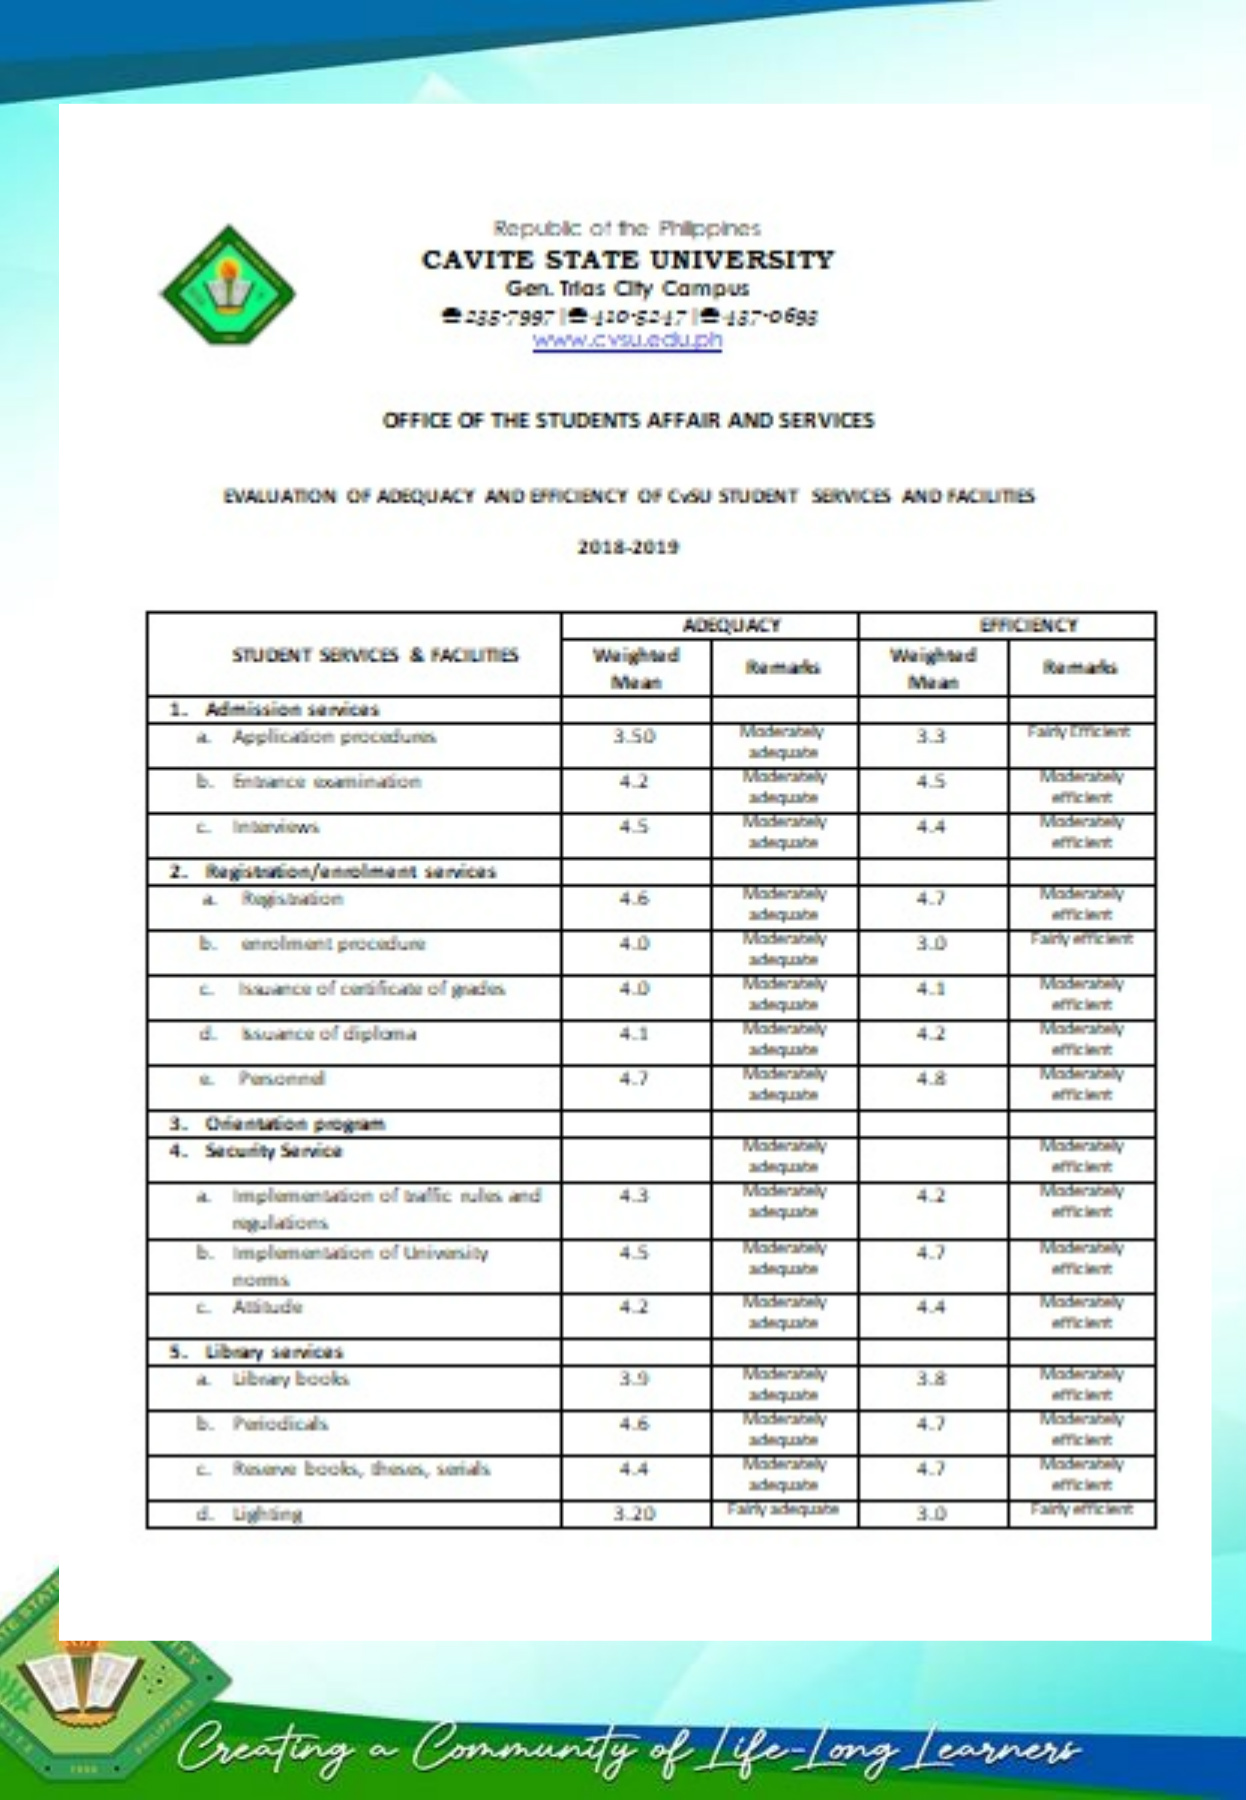 Republic of the Philippines
CAVITE STATE UNIVERSITY
Gen. Trias City Campus
☎235-7997 |☎410-5247 |☎437-0693
www.cvsu.edu.ph
OFFICE OF THE STUDENTS AFFAIR AND SERVICES
EVALUATION OF ADEQUACY AND EFFICIENCY OF CvSU STUDENT SERVICES AND FACILITIES
2018-2019
STUDENT SERVICES & FACILITIES ADEQUACY EFFICIENCY
Weighted Mean Remarks Weighted Mean Remarks
1. Admission services
a. Application procedures 3.50 Moderately adequate 3.3 Fairly Efficient
b. Entrance examination 4.2 Moderately adequate 4.5 Moderately efficient
c. Interviews 4.5 Moderately adequate 4.4 Moderately efficient
2. Registration/enrolment services
a. Registration 4.6 Moderately adequate 4.7 Moderately efficient
b. enrolment procedure 4.0 Moderately adequate 3.0 Fairly efficient
c. Issuance of certificate of grades 4.0 Moderately adequate 4.1 Moderately efficient
d. Issuance of diploma 4.1 Moderately adequate 4.2 Moderately efficient
e. Personnel 4.7 Moderately adequate 4.8 Moderately efficient
3. Orientation program
4. Security Service Moderately adequate Moderately efficient
a. Implementation of traffic rules and regulations 4.3 Moderately adequate 4.2 Moderately efficient
b. Implementation of University norms 4.5 Moderately adequate 4.7 Moderately efficient
c. Attitude 4.2 Moderately adequate 4.4 Moderately efficient
5. Library services
a. Library books 3.9 Moderately adequate 3.8 Moderately efficient
b. Periodicals 4.6 Moderately adequate 4.7 Moderately efficient
c. Reserve books, theses, serials 4.4 Moderately adequate 4.7 Moderately efficient
d. Lighting 3.20 Fairly adequate 3.0 Fairly efficient
Creating a Community of Life-Long Learners